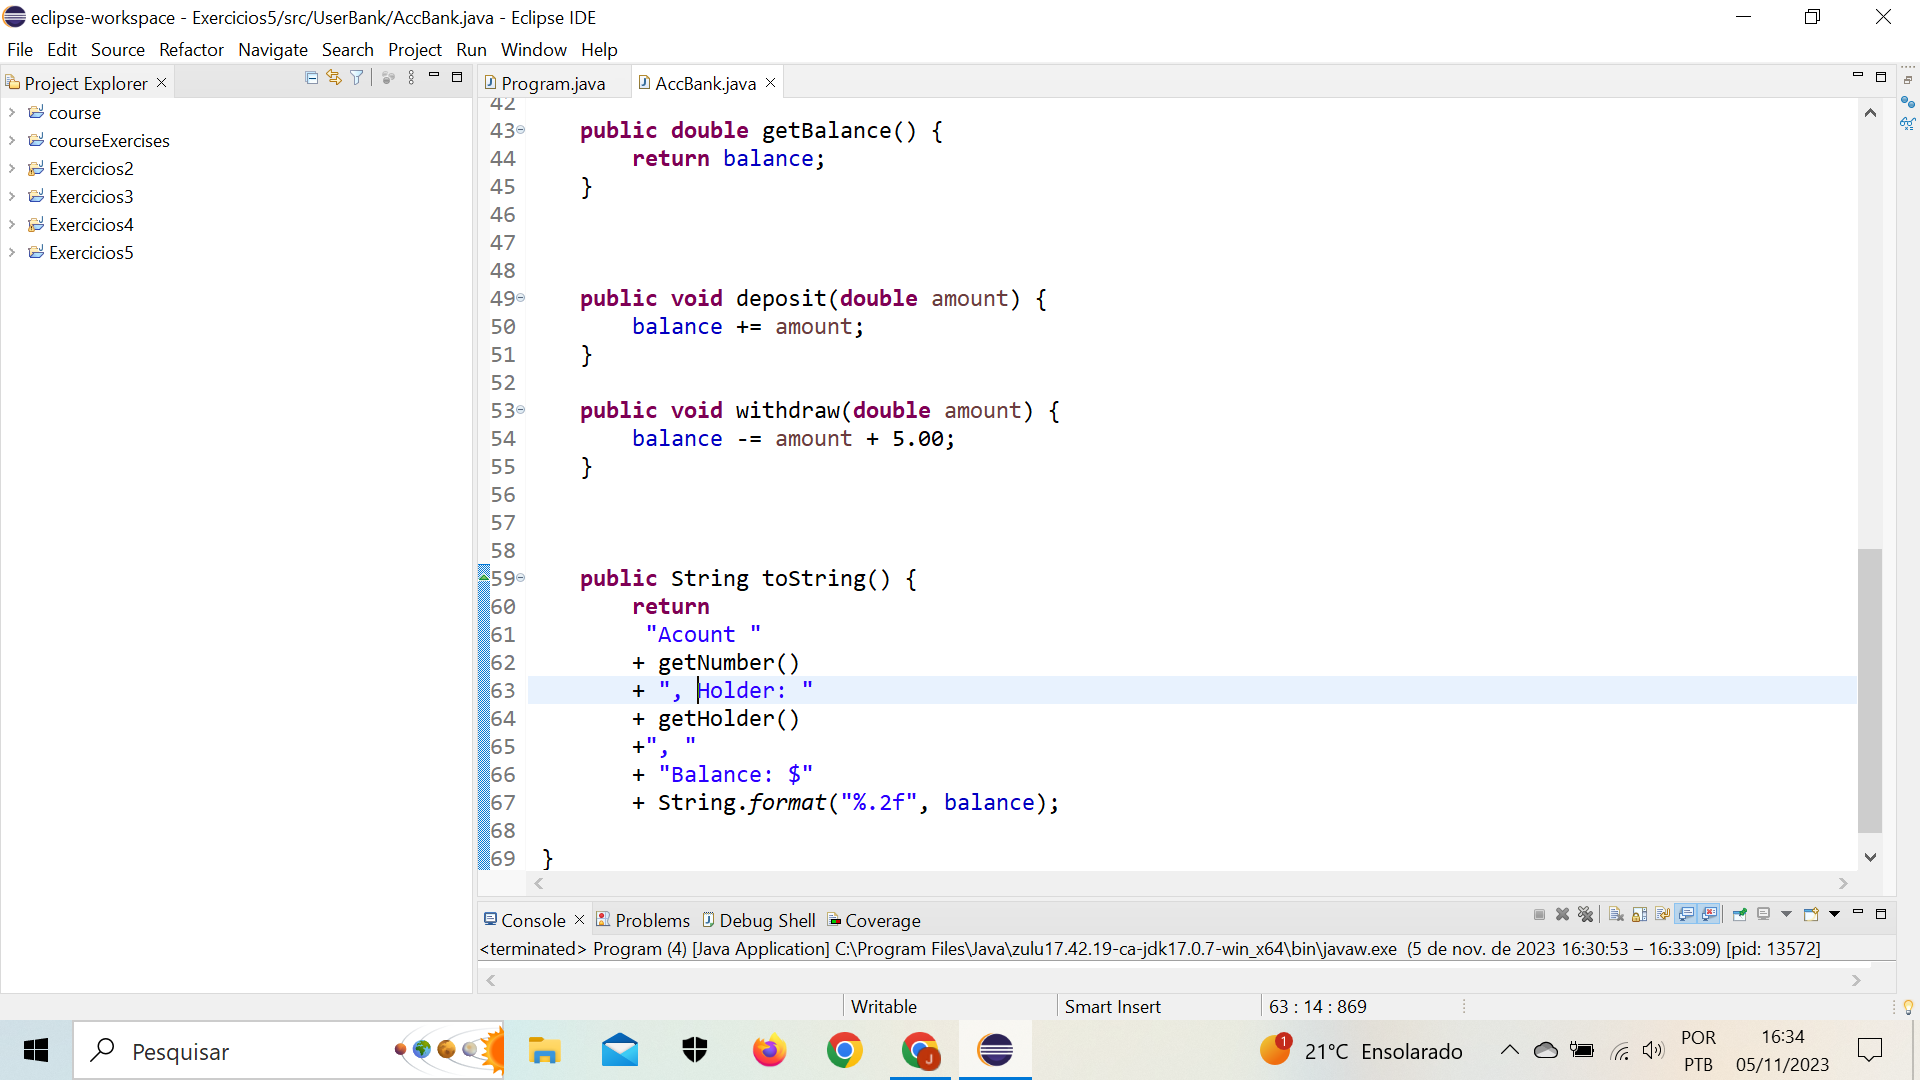 eclipse-workspace - Exercicios5/src/UserBank/AccBank.java - Eclipse IDE
File Edit Source Refactor Navigate Search Project Run Window Help
Project Explorer
course
courseExercises
Exercicios2
Exercicios3
Exercicios4
Exercicios5
Program.java AccBank.java
42
43 public double getBalance() {
44 return balance;
45 }
46
47
48
49 public void deposit(double amount) {
50 balance += amount;
51 }
52
53 public void withdraw(double amount) {
54 balance -= amount + 5.00;
55 }
56
57
58
59 public String toString() {
60 return
61 "Acount "
62 + getNumber()
63 + ", Holder: "
64 + getHolder()
65 +", "
66 + "Balance: $"
67 + String.format("%.2f", balance);
68
69 }
Console Problems Debug Shell Coverage
<terminated> Program (4) [Java Application] C:\Program Files\Java\zulu17.42.19-ca-jdk17.0.7-win_x64\bin\javaw.exe (5 de nov. de 2023 16:30:53 – 16:33:09) [pid: 13572]
Writable Smart Insert 63 : 14 : 869
Pesquisar
J
1
21°C Ensolarado
POR
PTB
16:34
05/11/2023